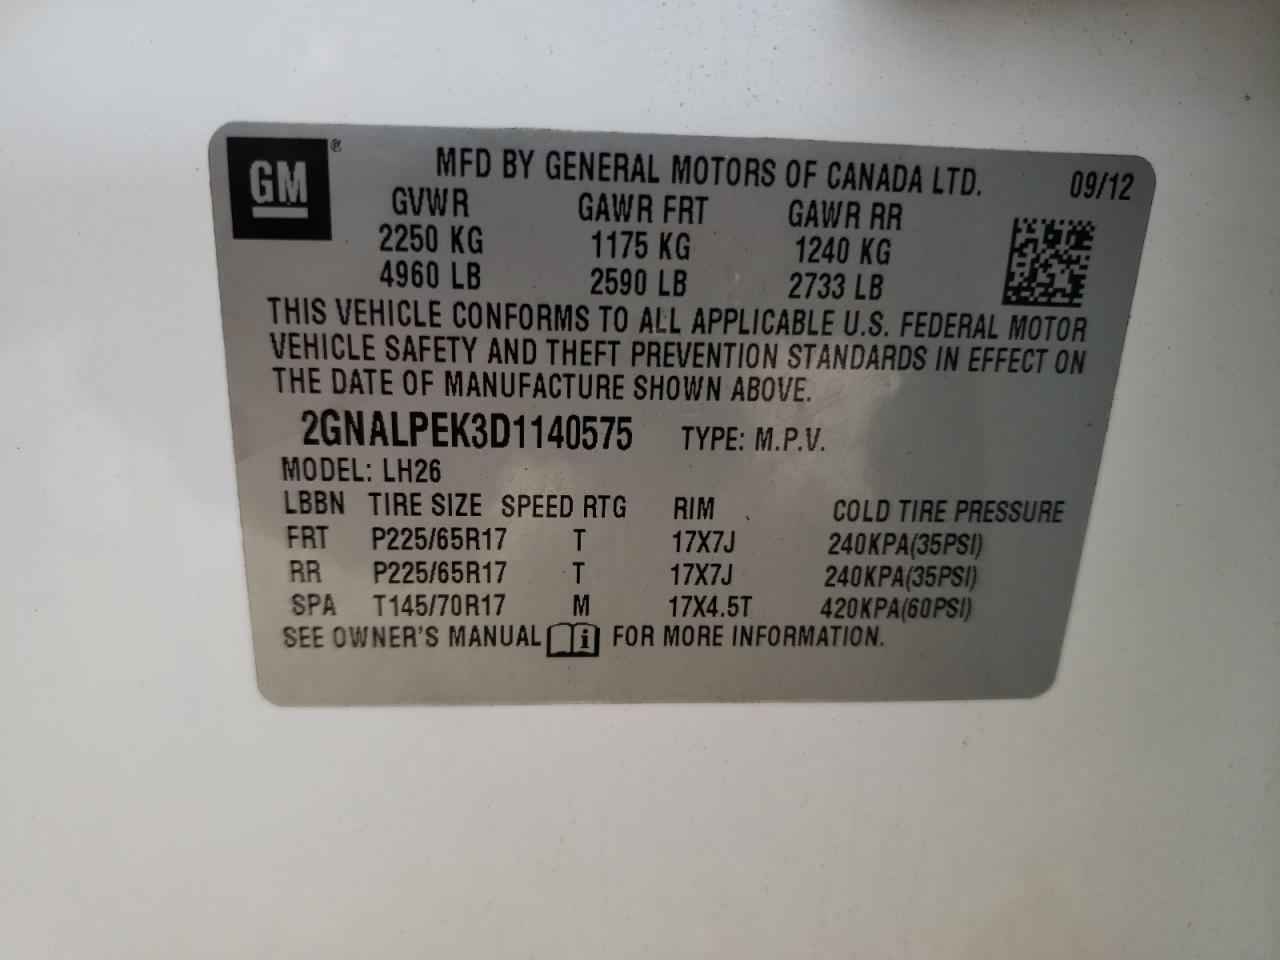 GM ® MFD BY GENERAL MOTORS OF CANADA LTD. 09/12
GVWR GAWR FRT GAWR RR
2250 KG 1175 KG 1240 KG
4960 LB 2590 LB 2733 LB
THIS VEHICLE CONFORMS TO ALL APPLICABLE U.S. FEDERAL MOTOR
VEHICLE SAFETY AND THEFT PREVENTION STANDARDS IN EFFECT ON
THE DATE OF MANUFACTURE SHOWN ABOVE.
2GNALPEK3D1140575 TYPE: M.P.V.
MODEL: LH26
LBBN TIRE SIZE SPEED RTG RIM COLD TIRE PRESSURE
FRT P225/65R17 T 17X7J 240KPA(35PSI)
RR P225/65R17 T 17X7J 240KPA(35PSI)
SPA T145/70R17 M 17X4.5T 420KPA(60PSI)
SEE OWNER'S MANUAL i FOR MORE INFORMATION.